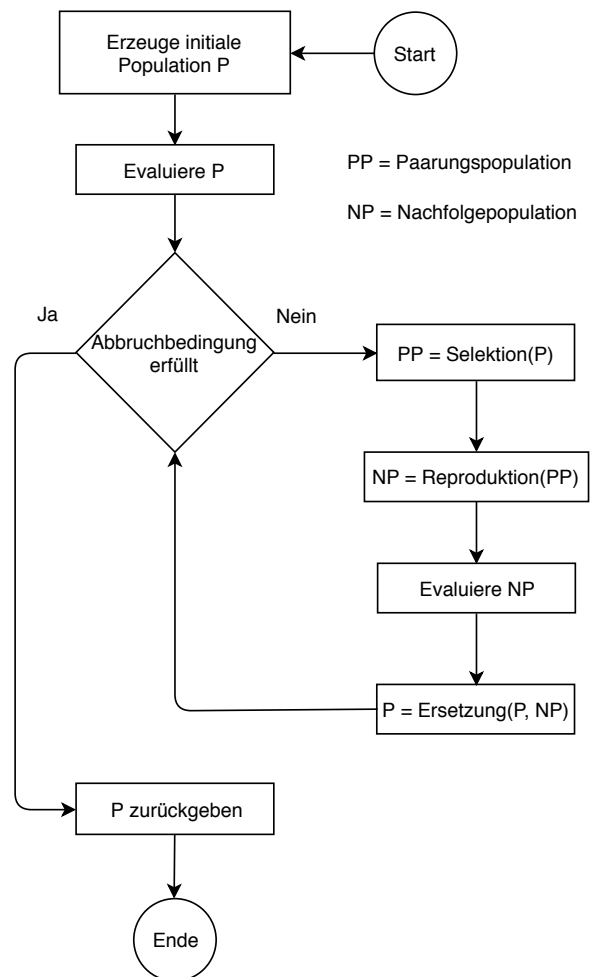 Erzeuge initiale
Population P
Start
Evaluiere P
PP = Paarungspopulation
NP = Nachfolgepopulation
Ja
Nein
Abbruchbedingung
erfüllt
PP = Selektion(P)
NP = Reproduktion(PP)
Evaluiere NP
P = Ersetzung(P, NP)
P zurückgeben
Ende